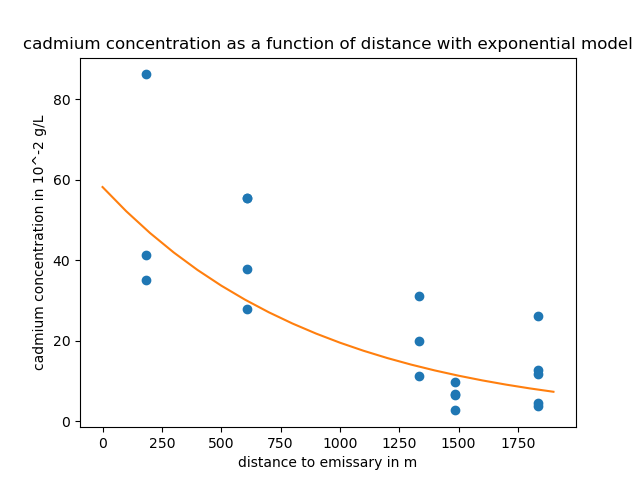 cadmium concentration as a function of distance with exponential model
cadmium concentration in 10^-2 g/L
80
60
40
20
0
0 250 500 750 1000 1250 1500 1750
distance to emissary in m